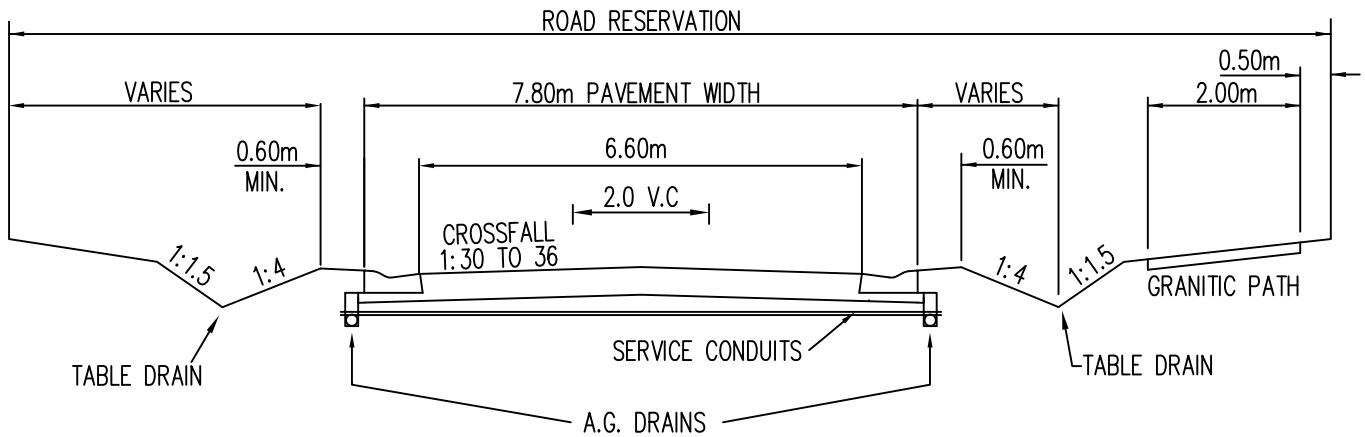 ROAD RESERVATION
0.50m
VARIES
7.80m PAVEMENT WIDTH
VARIES
2.00m
0.60m
MIN.
6.60m
0.60m
MIN.
2.0 V.C
CROSSFALL
1:30 TO 36
1:1.5
1:4
1:4
1:1.5
GRANITIC PATH
SERVICE CONDUITS
TABLE DRAIN
TABLE DRAIN
A.G. DRAINS